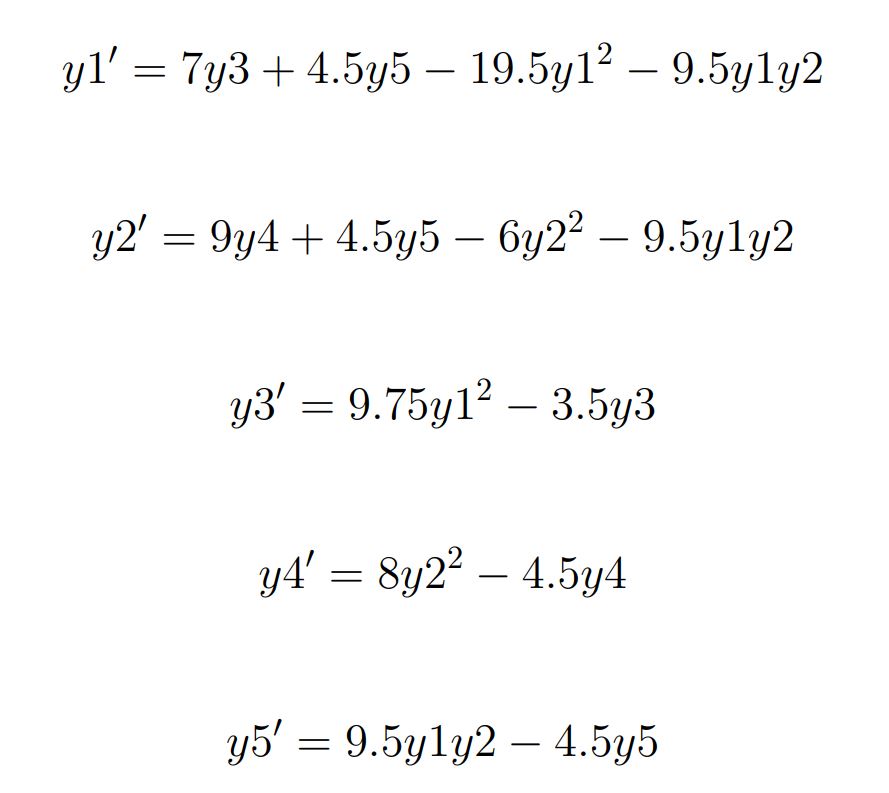 y1′ = 7y3 + 4.5y5 − 19.5y1² − 9.5y1y2
y2′ = 9y4 + 4.5y5 − 6y2² − 9.5y1y2
y3′ = 9.75y1² − 3.5y3
y4′ = 8y2² − 4.5y4
y5′ = 9.5y1y2 − 4.5y5